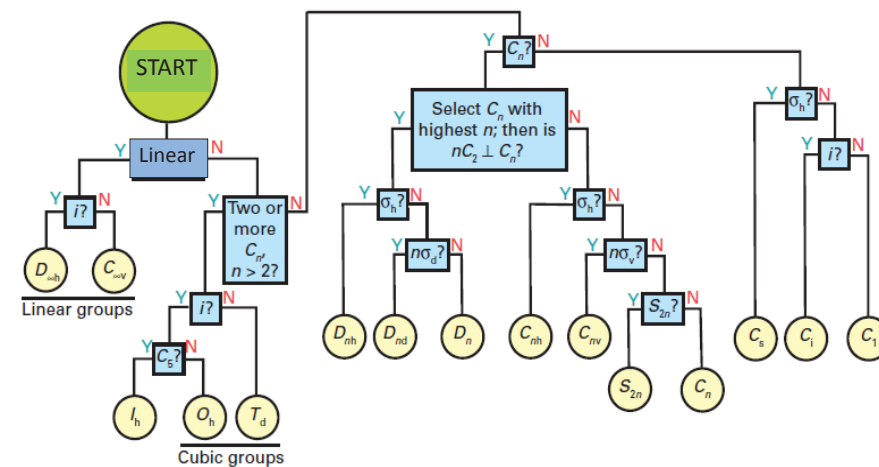 START
Linear
Y
N
i?
Y
N
D∞h
C∞v
Linear groups
Two or
more
Cn,
n > 2?
Y
N
i?
Y
N
C5?
Y
N
Ih
Oh
Td
Cubic groups
Cn?
Y
N
Select Cn with
highest n; then is
nC2 ⊥ Cn?
Y
N
σh?
Y
N
nσd?
Y
N
Dnh
Dnd
Dn
σh?
Y
N
nσv?
Y
N
S2n?
Y
N
Cnh
Cnv
S2n
Cn
σh?
Y
N
i?
Y
N
Cs
Ci
C1